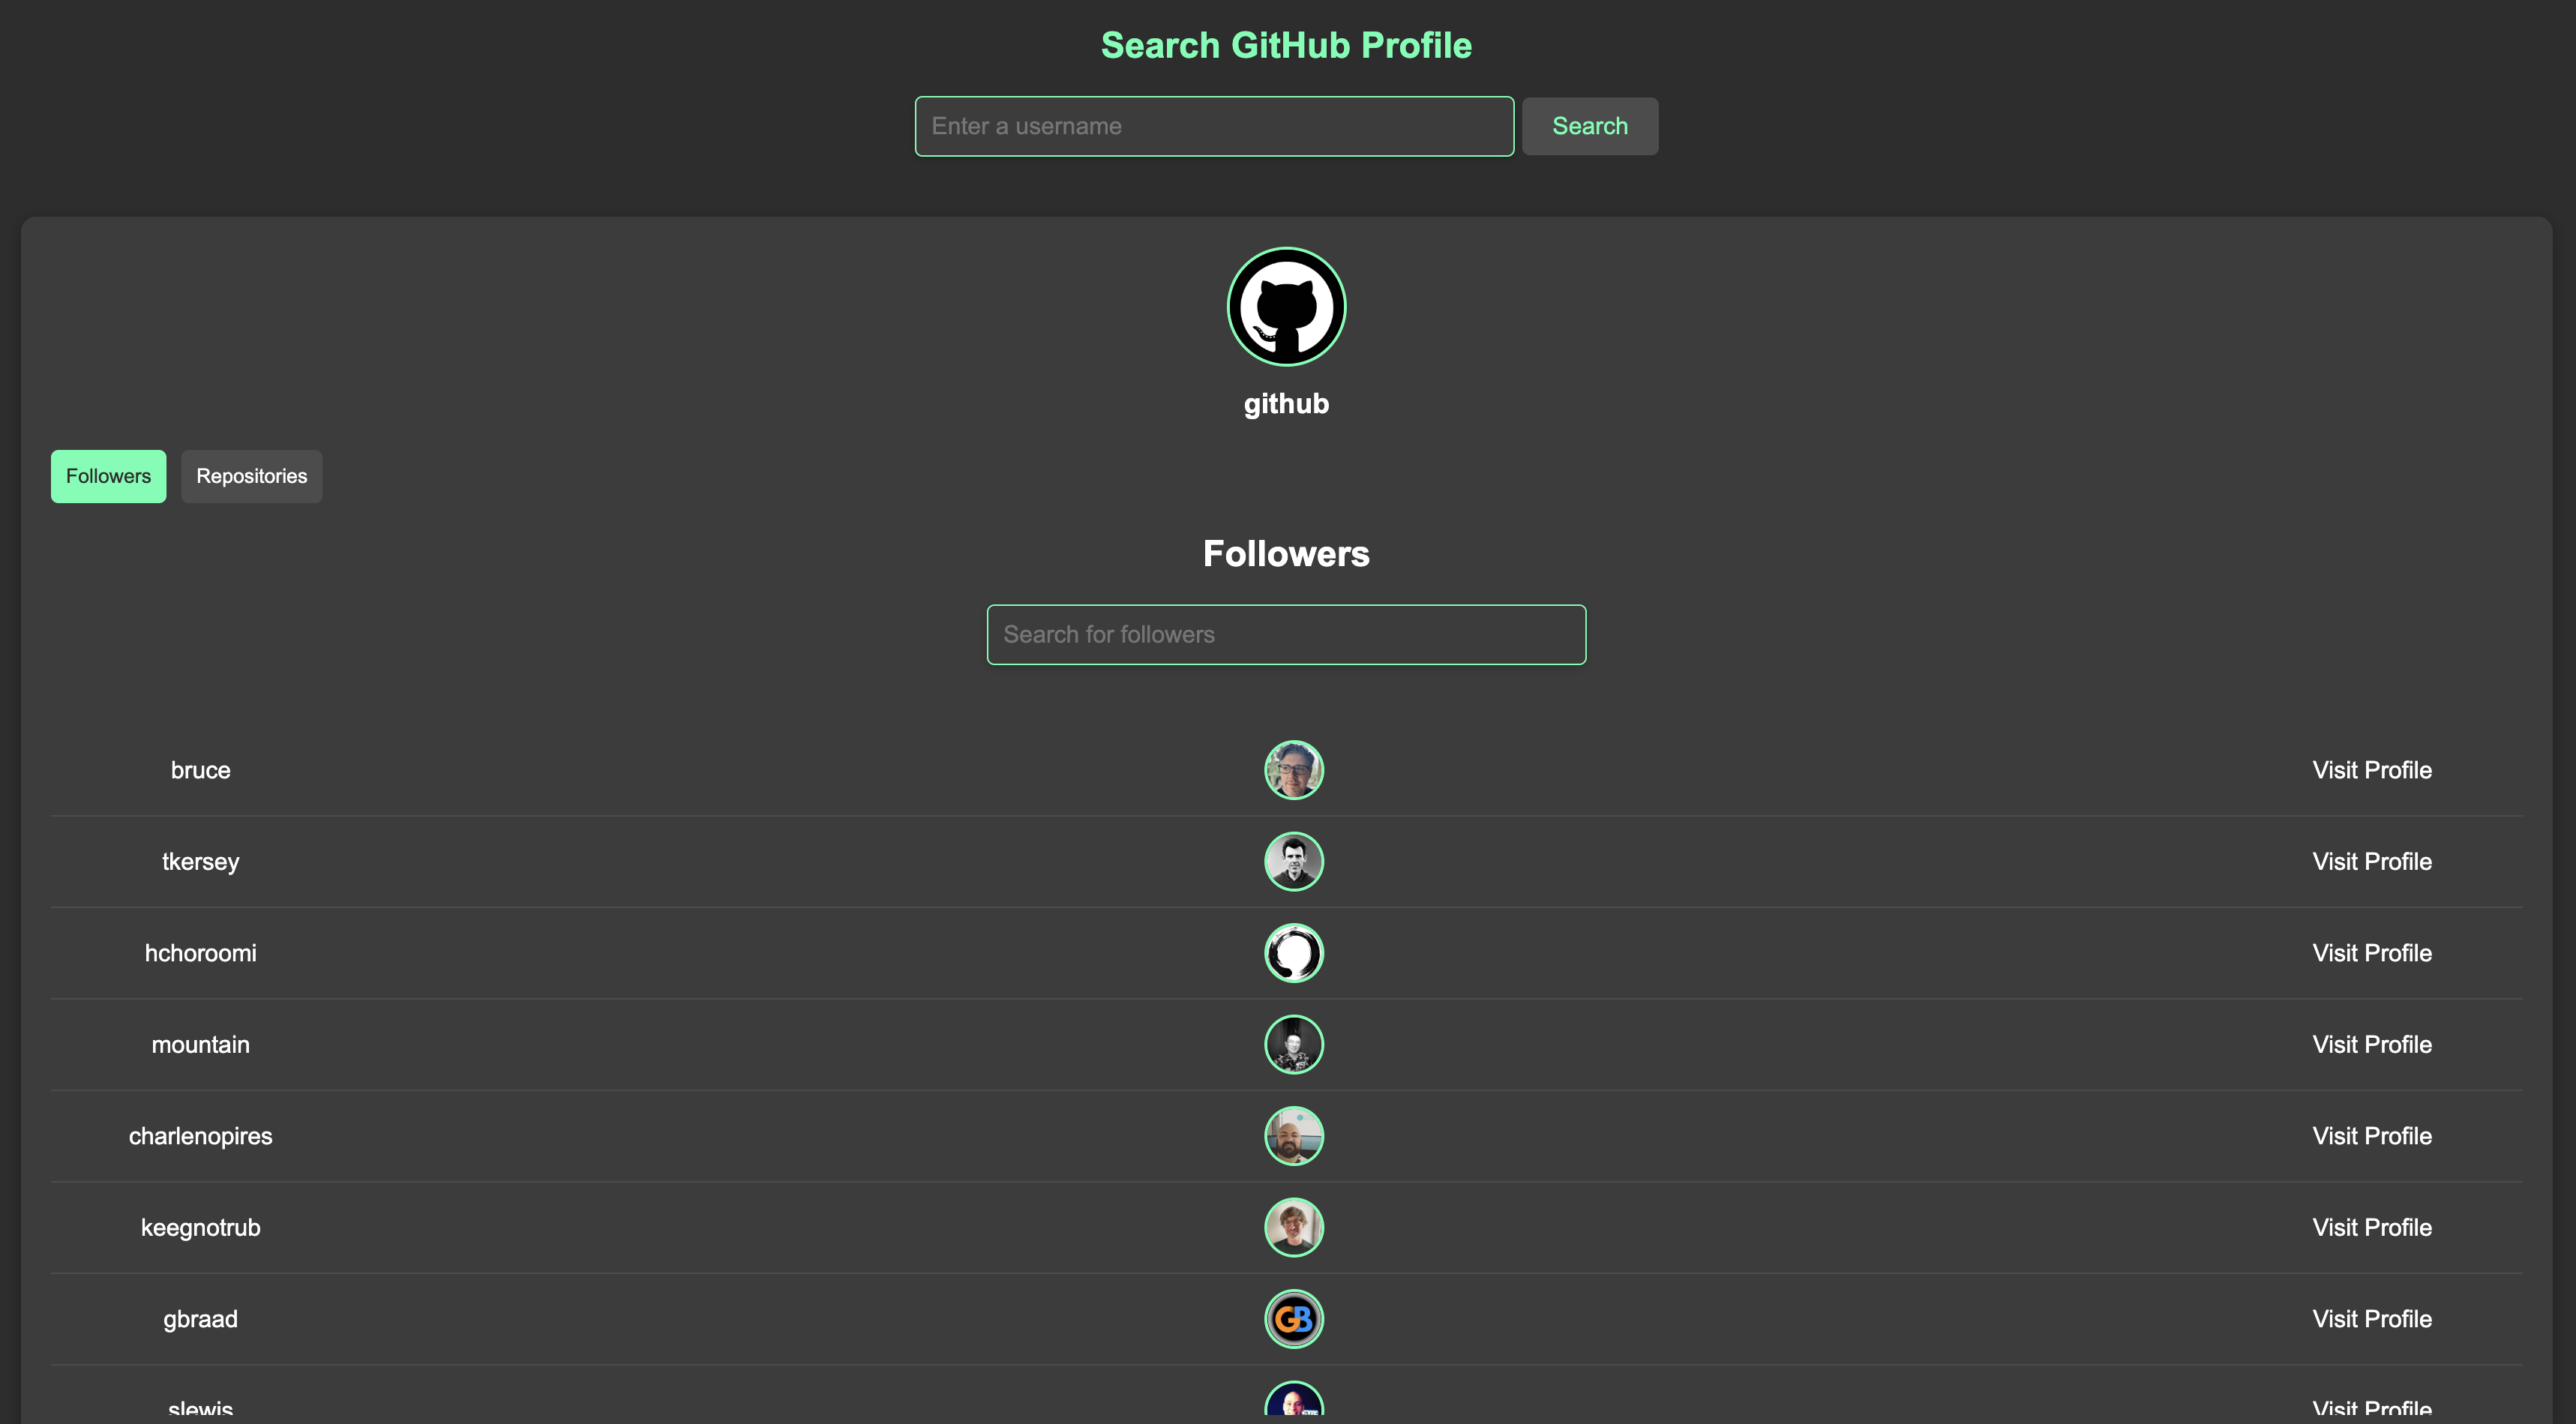 Search GitHub Profile
Enter a username
Search
github
Followers
Repositories
Followers
Search for followers
bruce
Visit Profile
tkersey
Visit Profile
hchoroomi
Visit Profile
mountain
Visit Profile
charlenopires
Visit Profile
keegnotrub
Visit Profile
gbraad
GB
Visit Profile
slewis
Visit Profile